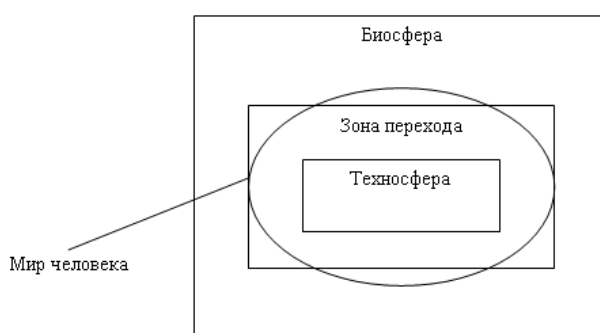 Биосфера
Зона перехода
Техносфера
Мир человека